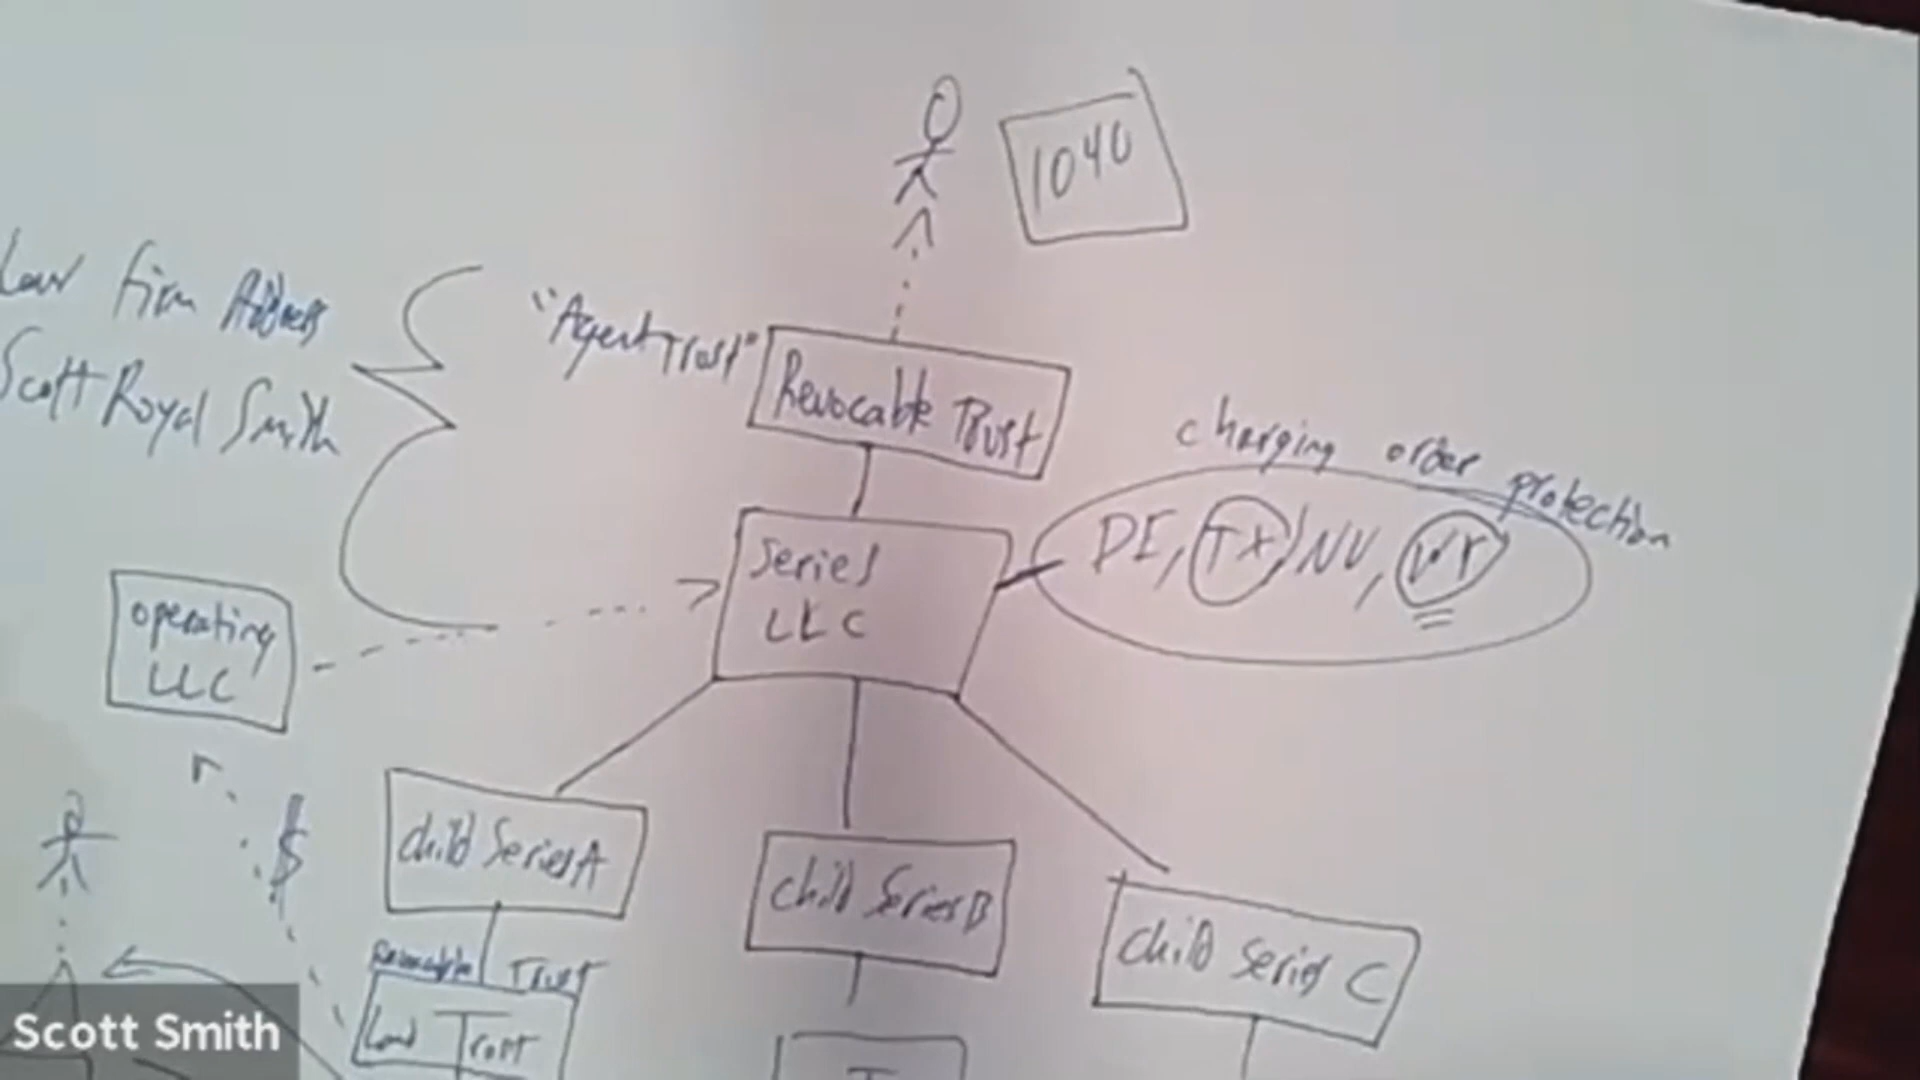 1040
Law Firm Address
Scott Royal Smith
"Agent Trust"
Revocable Trust
charging order protection
DE, TX, NV, WY
Series
LLC
operating
LLC
$
child Series A
child Series B
child Series C
Revocable Trust
Land Trust
T
Scott Smith